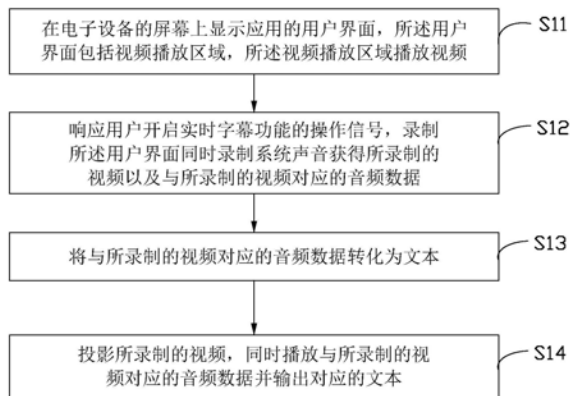 在电子设备的屏幕上显示应用的用户界面，所述用户
界面包括视频播放区域，所述视频播放区域播放视频
S11
响应用户开启实时字幕功能的操作信号，录制
所述用户界面同时录制系统声音获得所录制的
视频以及与所录制的视频对应的音频数据
S12
将与所录制的视频对应的音频数据转化为文本
S13
投影所录制的视频，同时播放与所录制的视
频对应的音频数据并输出对应的文本
S14